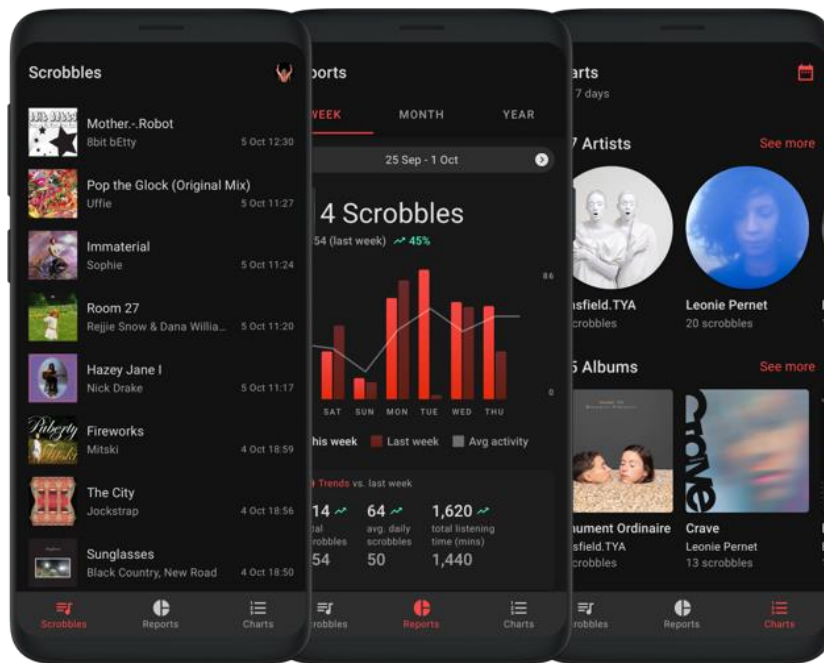 Scrobbles
Mother.-.Robot
8bit bEtty 5 Oct 12:30
Pop the Glock (Original Mix)
Uffie 5 Oct 11:27
Immaterial
Sophie 5 Oct 11:24
Room 27
Rejjie Snow & Dana Willia... 5 Oct 11:20
Hazey Jane I
Nick Drake 5 Oct 11:17
Puberty
Fireworks
Mitski 4 Oct 18:59
The City
Jockstrap 4 Oct 18:56
Sunglasses
Black Country, New Road 4 Oct 18:50
Scrobbles Reports Charts
ports
WEEK MONTH YEAR
25 Sep - 1 Oct
4 Scrobbles
54 (last week) 45%
86
0
SAT SUN MON TUE WED THU
his week Last week Avg activity
Trends vs. last week
14 64 1,620
tal avg. daily total listening
robbles scrobbles time (mins)
54 50 1,440
robbles Reports Charts
arts
7 days
7 Artists See more
nsfield.TYA Leonie Pernet
crobbles 20 scrobbles
5 Albums See more
Crave
nument Ordinaire Crave
nsfield.TYA Leonie Pernet
crobbles 13 scrobbles
robbles Reports Charts